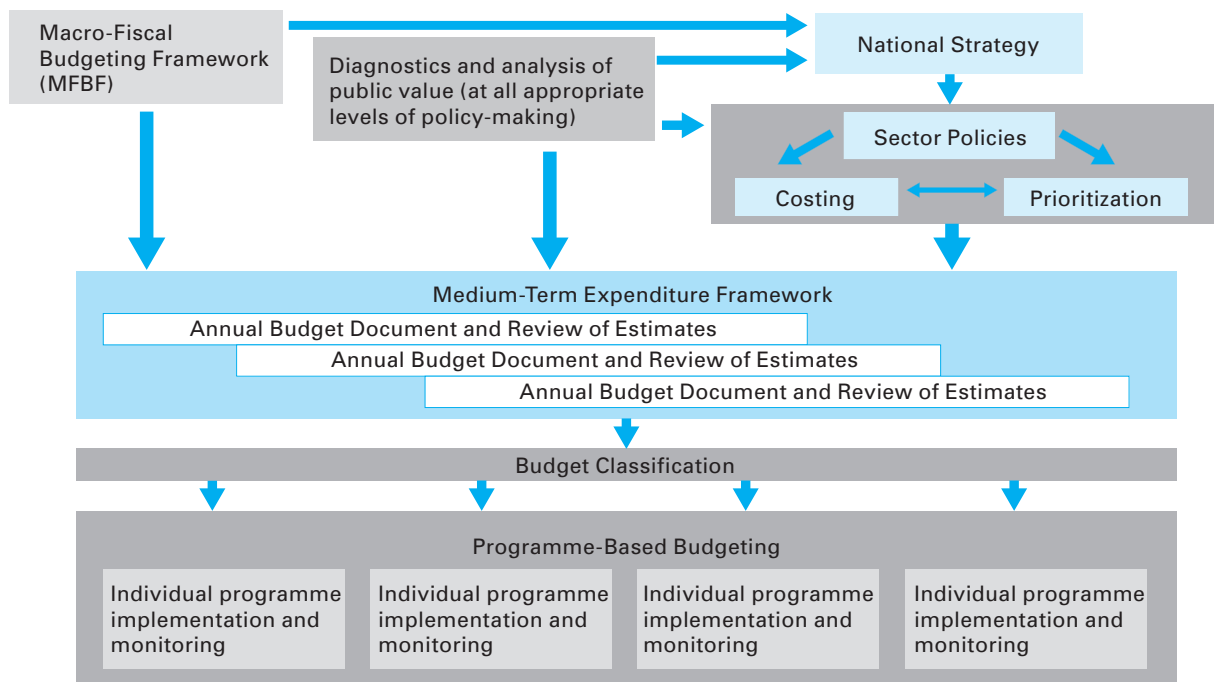 Macro-Fiscal
Budgeting Framework
(MFBF)
Diagnostics and analysis of
public value (at all appropriate
levels of policy-making)
National Strategy
Sector Policies
Costing
Prioritization
Medium-Term Expenditure Framework
Annual Budget Document and Review of Estimates
Annual Budget Document and Review of Estimates
Annual Budget Document and Review of Estimates
Budget Classification
Programme-Based Budgeting
Individual programme
implementation and
monitoring
Individual programme
implementation and
monitoring
Individual programme
implementation and
monitoring
Individual programme
implementation and
monitoring